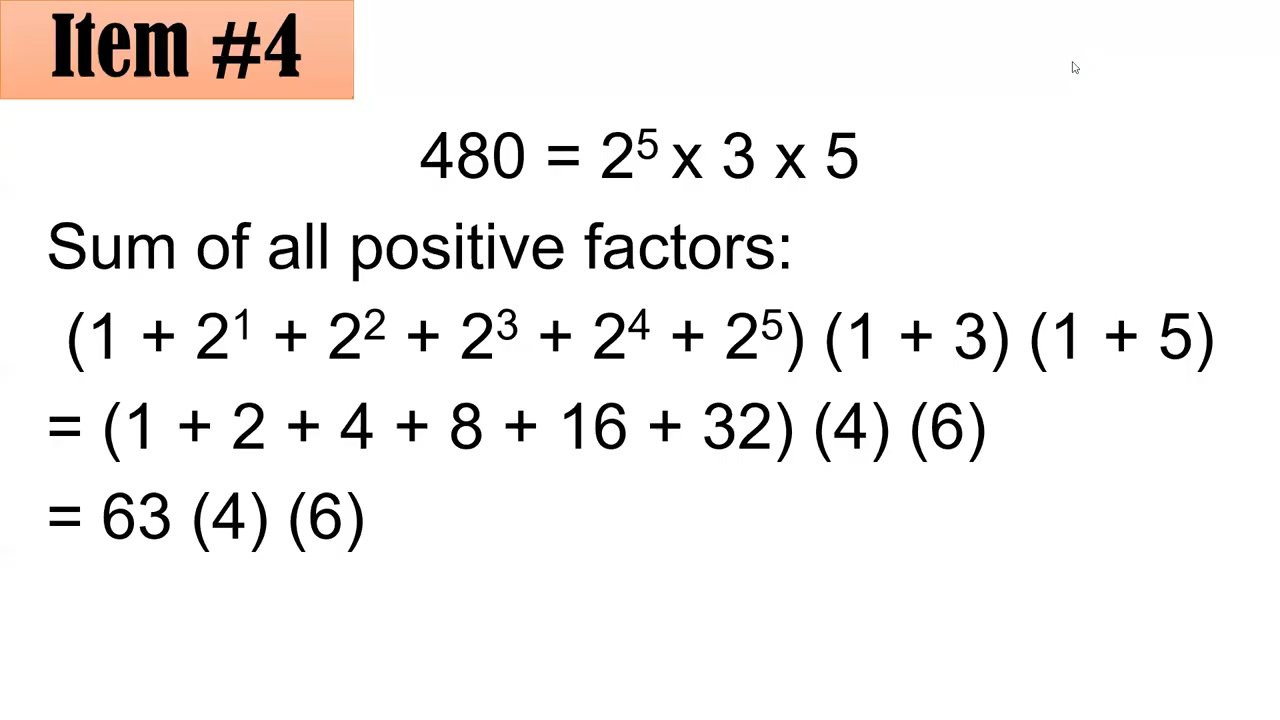 Item #4
480 = 2⁵ x 3 x 5
Sum of all positive factors:
(1 + 2¹ + 2² + 2³ + 2⁴ + 2⁵) (1 + 3) (1 + 5)
= (1 + 2 + 4 + 8 + 16 + 32) (4) (6)
= 63 (4) (6)